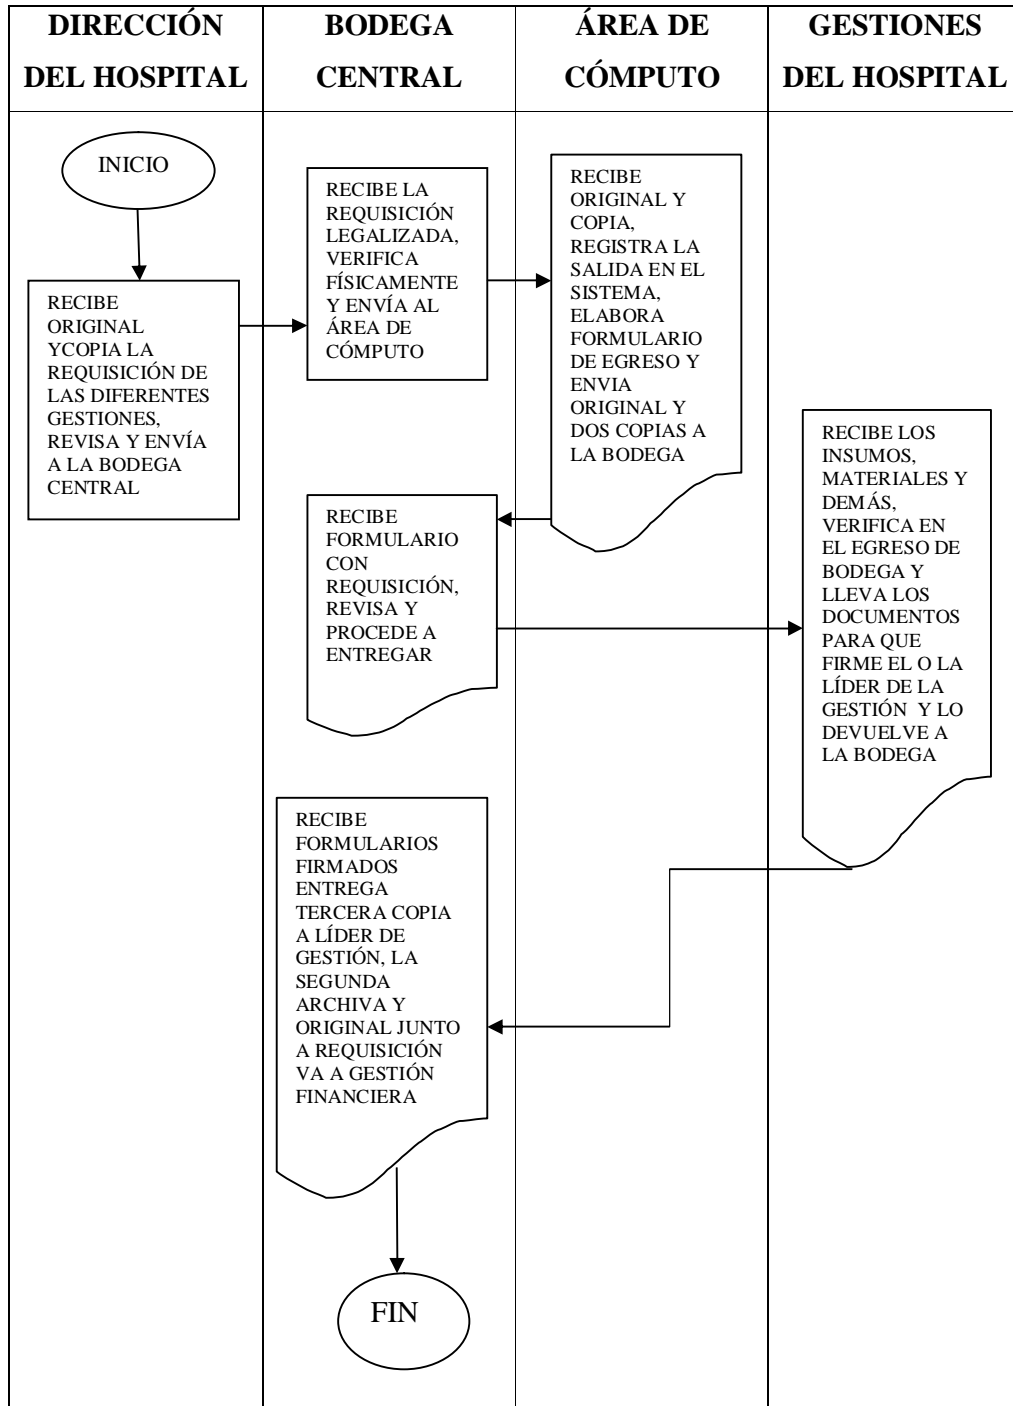 DIRECCIÓN
DEL HOSPITAL
BODEGA
CENTRAL
ÁREA DE
CÓMPUTO
GESTIONES
DEL HOSPITAL
INICIO
RECIBE
ORIGINAL
YCOPIA LA
REQUISICIÓN DE
LAS DIFERENTES
GESTIONES,
REVISA Y ENVÍA
A LA BODEGA
CENTRAL
RECIBE LA
REQUISICIÓN
LEGALIZADA,
VERIFICA
FÍSICAMENTE
Y ENVÍA AL
ÁREA DE
CÓMPUTO
RECIBE
ORIGINAL Y
COPIA,
REGISTRA LA
SALIDA EN EL
SISTEMA,
ELABORA
FORMULARIO
DE EGRESO Y
ENVIA
ORIGINAL Y
DOS COPIAS A
LA BODEGA
RECIBE
FORMULARIO
CON
REQUISICIÓN,
REVISA Y
PROCEDE A
ENTREGAR
RECIBE LOS
INSUMOS,
MATERIALES Y
DEMÁS,
VERIFICA EN
EL EGRESO DE
BODEGA Y
LLEVA LOS
DOCUMENTOS
PARA QUE
FIRME EL O LA
LÍDER DE LA
GESTIÓN Y LO
DEVUELVE A
LA BODEGA
RECIBE
FORMULARIOS
FIRMADOS
ENTREGA
TERCERA COPIA
A LÍDER DE
GESTIÓN, LA
SEGUNDA
ARCHIVA Y
ORIGINAL JUNTO
A REQUISICIÓN
VA A GESTIÓN
FINANCIERA
FIN